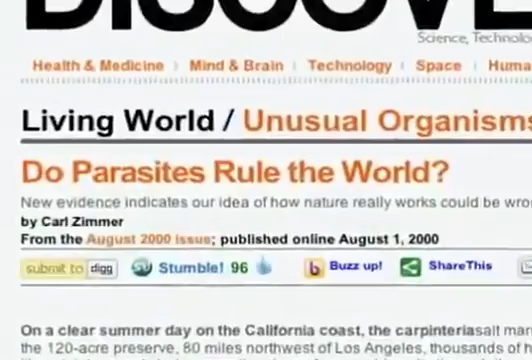 DISCOVE
Science, Technolo
Health & Medicine | Mind & Brain | Technology | Space | Huma
Living World / Unusual Organisms
Do Parasites Rule the World?
New evidence indicates our idea of how nature really works could be wro
by Carl Zimmer
From the August 2000 issue; published online August 1, 2000
submit to digg Stumble! 96 Buzz up! ShareThis
On a clear summer day on the California coast, the carpinteriasalt mar
the 120-acre preserve, 80 miles northwest of Los Angeles, thousands of